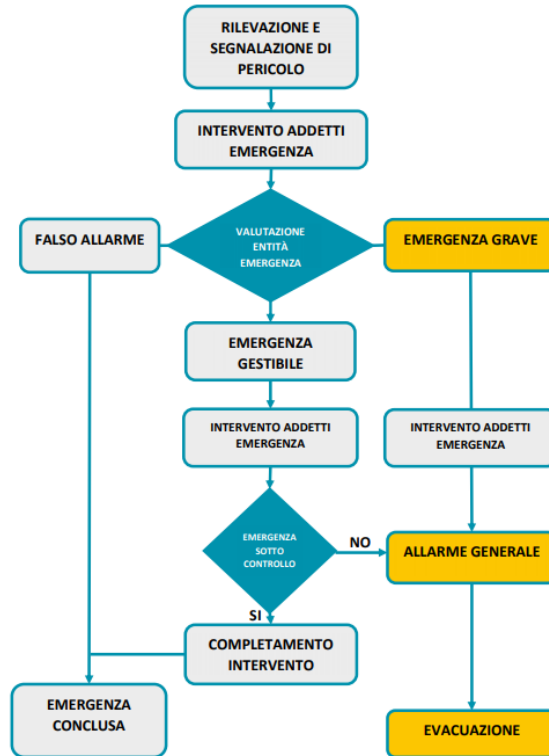 RILEVAZIONE E
SEGNALAZIONE DI
PERICOLO
INTERVENTO ADDETTI
EMERGENZA
FALSO ALLARME
VALUTAZIONE
ENTITÀ
EMERGENZA
EMERGENZA GRAVE
EMERGENZA
GESTIBILE
INTERVENTO ADDETTI
EMERGENZA
INTERVENTO ADDETTI
EMERGENZA
EMERGENZA
SOTTO
CONTROLLO
NO
ALLARME GENERALE
SI
COMPLETAMENTO
INTERVENTO
EMERGENZA
CONCLUSA
EVACUAZIONE